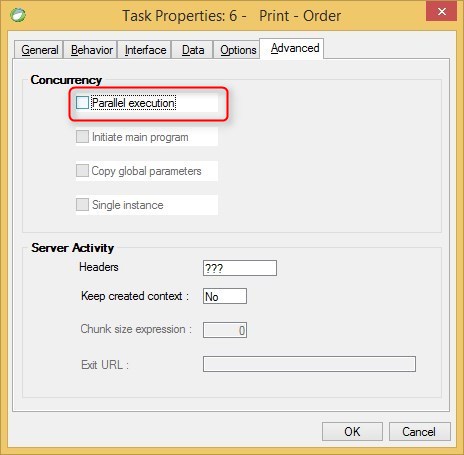 Task Properties: 6 - Print - Order
General Behavior Interface Data Options Advanced
Concurrency
Parallel execution
Initiate main program
Copy global parameters
Single instance
Server Activity
Headers ???
Keep created context : No
Chunk size expression : 0
Exit URL :
OK Cancel